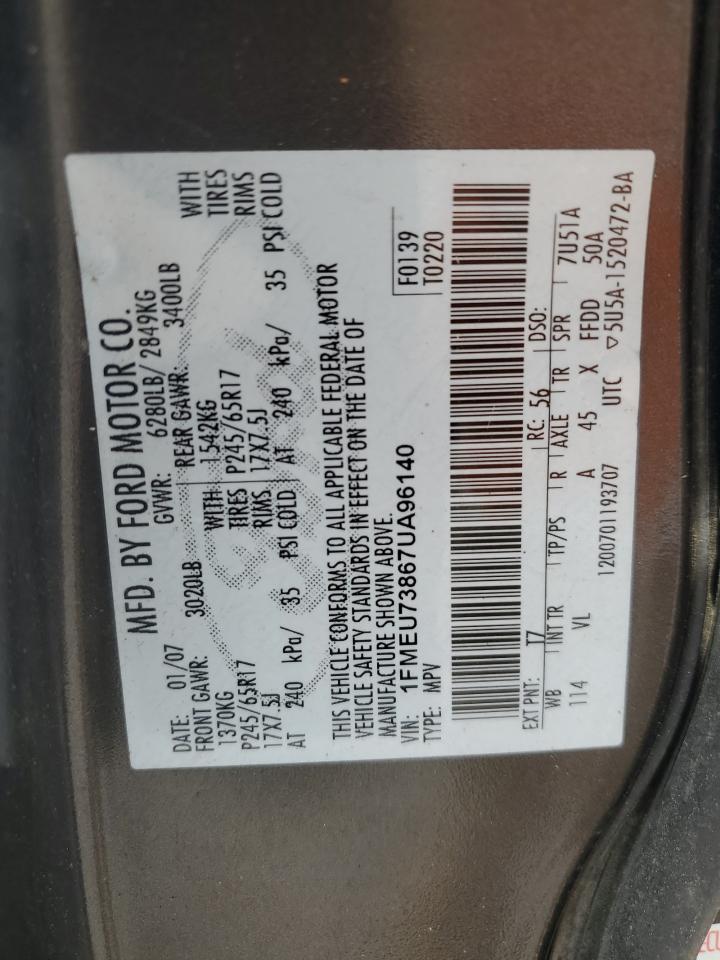 MFD. BY FORD MOTOR CO.
DATE: 01/07 GVWR: 6280LB/ 2849KG
FRONT GAWR: 3020LB REAR GAWR: 3400LB
1370KG WITH 1542KG WITH
P245/65R17 TIRES P245/65R17 TIRES
17X7.5J RIMS 17X7.5J RIMS
AT 240 kPa/ 35 PSI COLD AT 240 kPa/ 35 PSI COLD
THIS VEHICLE CONFORMS TO ALL APPLICABLE FEDERAL MOTOR
VEHICLE SAFETY STANDARDS IN EFFECT ON THE DATE OF
MANUFACTURE SHOWN ABOVE.
VIN: 1FMEU73867UA96140 F0139
TYPE: MPV T0220
EXT PNT: T7 RC: 56 DSO:
WB INT TR TP/PS R AXLE TR SPR 7U51A
114 VL A 45 X FFDD 50A
1200701193707 UTC ▽5U5A-1520472-BA